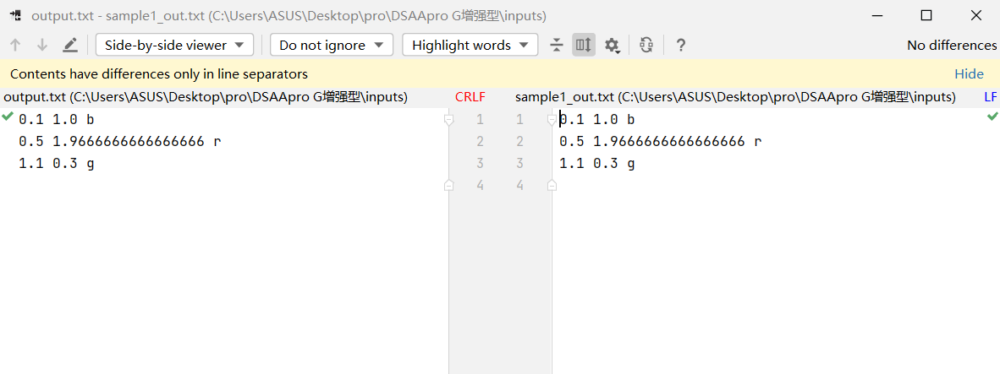 output.txt - sample1_out.txt (C:\Users\ASUS\Desktop\pro\DSAApro G增强型\inputs)
Side-by-side viewer Do not ignore Highlight words ? No differences
Contents have differences only in line separators Hide
output.txt (C:\Users\ASUS\Desktop\pro\DSAApro G增强型\inputs) CRLF sample1_out.txt (C:\Users\ASUS\Desktop\pro\DSAApro G增强型\inputs) LF
0.1 1.0 b 1 1 0.1 1.0 b
0.5 1.9666666666666666 r 2 2 0.5 1.9666666666666666 r
1.1 0.3 g 3 3 1.1 0.3 g
4 4